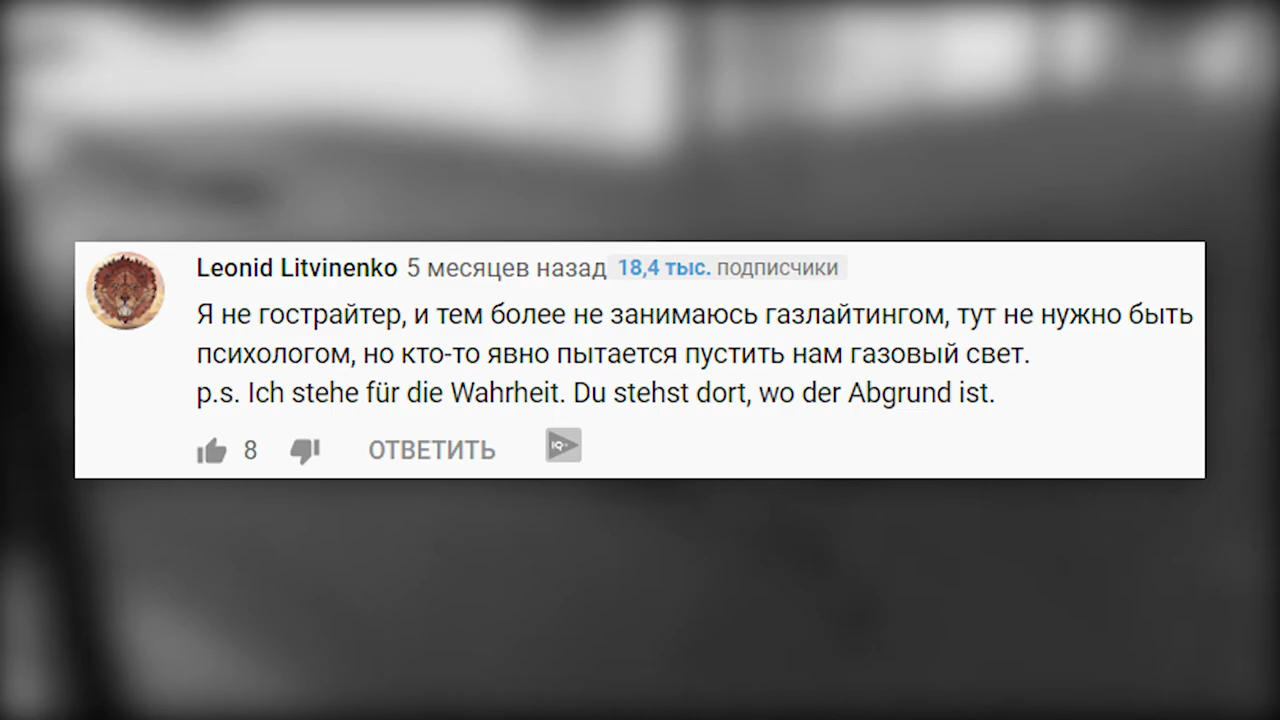 Leonid Litvinenko 5 месяцев назад 18,4 тыс. подписчики
Я не гострайтер, и тем более не занимаюсь газлайтингом, тут не нужно быть
психологом, но кто-то явно пытается пустить нам газовый свет.
p.s. Ich stehe für die Wahrheit. Du stehst dort, wo der Abgrund ist.
8 ОТВЕТИТЬ IQ